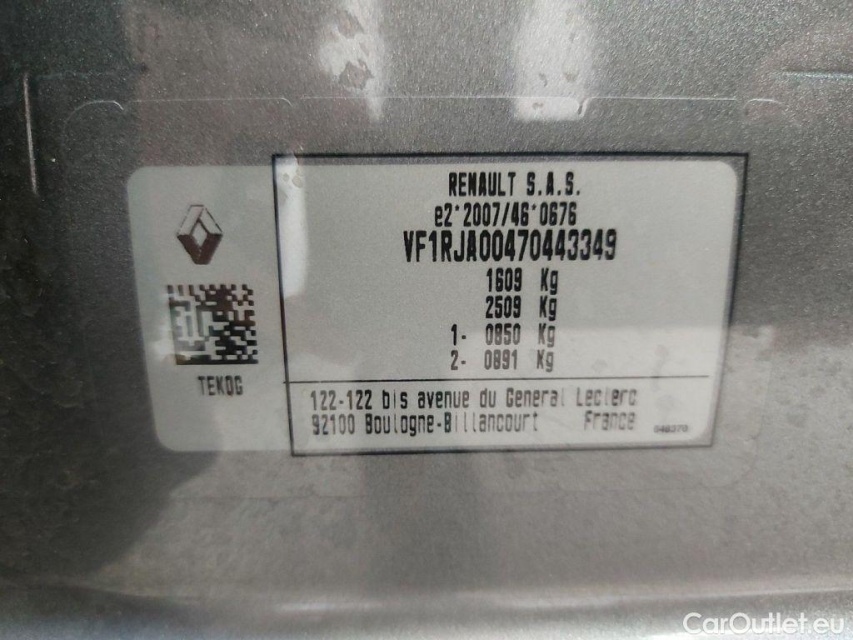 RENAULT S.A.S.
e2*2007/46*0676
VF1RJA00470443349
1609 Kg
2509 Kg
1- 0850 Kg
2- 0891 Kg
TEKDG
122-122 bis avenue du General Leclerc
92100 Boulogne-Billancourt France
CarOutlet.eu